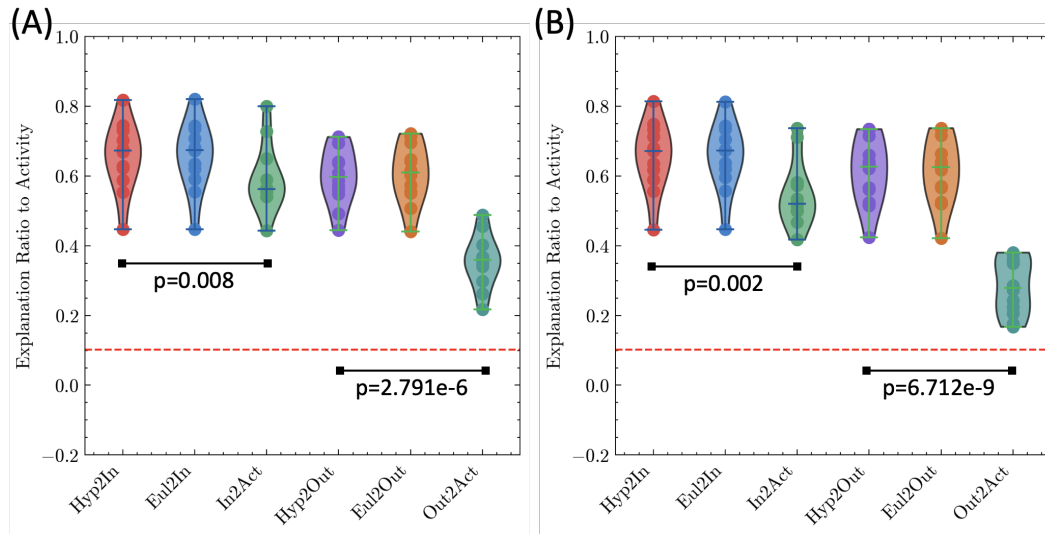 (A)
Explanation Ratio to Activity
1.0
0.8
0.6
0.4
0.2
0.0
−0.2
p=0.008
p=2.791e-6
Hyp2In
Eul2In
In2Act
Hyp2Out
Eul2Out
Out2Act
(B)
Explanation Ratio to Activity
1.0
0.8
0.6
0.4
0.2
0.0
−0.2
p=0.002
p=6.712e-9
Hyp2In
Eul2In
In2Act
Hyp2Out
Eul2Out
Out2Act